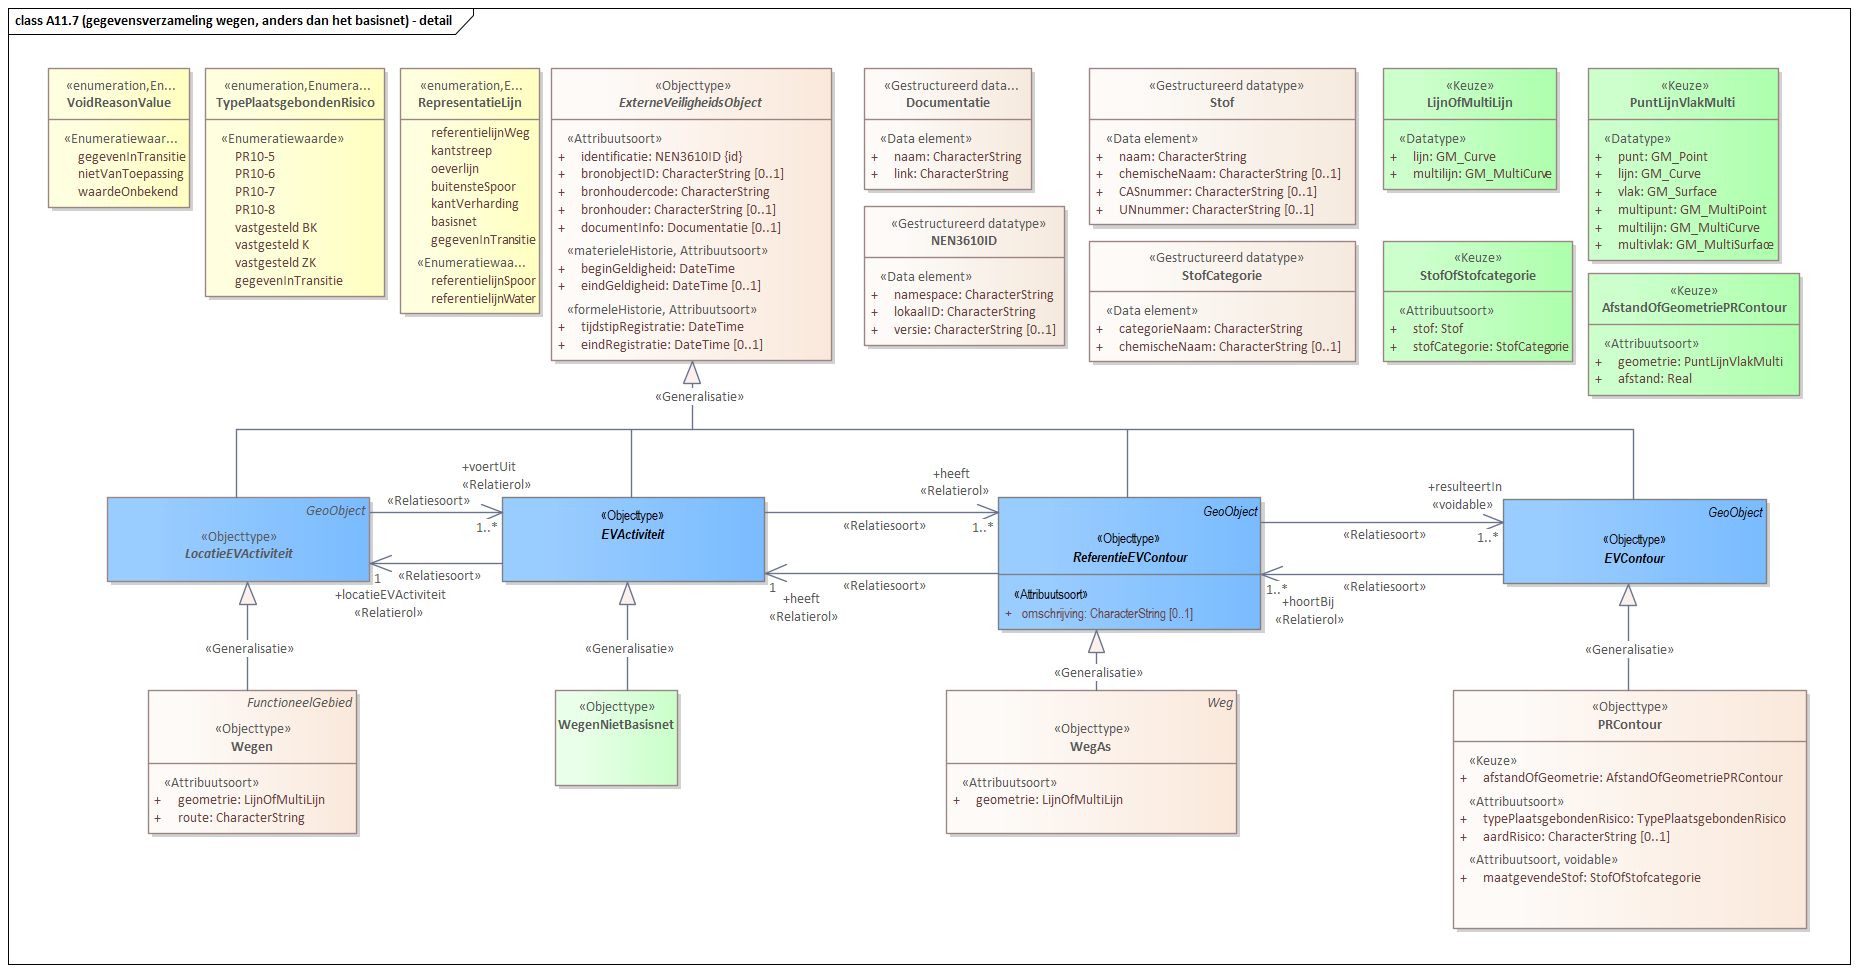 class A11.7 (gegevensverzameling wegen, anders dan het basisnet) - detail
«enumeration,En...
VoidReasonValue
«Enumeratiewaar...
gegevenInTransitie
nietVanToepassing
waardeOnbekend
«enumeration,Enumera...
TypePlaatsgebondenRisico
«Enumeratiewaarde»
PR10-5
PR10-6
PR10-7
PR10-8
vastgesteld BK
vastgesteld K
vastgesteld ZK
gegevenInTransitie
«enumeration,E...
RepresentatieLijn
referentielijnWeg
kantstreep
oeverlijn
buitensteSpoor
kantVerharding
basisnet
gegevenInTransitie
«Enumeratiewaa...
referentielijnSpoor
referentielijnWater
«Objecttype»
ExterneVeiligheidsObject
«Attribuutsoort»
+ identificatie: NEN3610ID {id}
+ bronobjectID: CharacterString [0..1]
+ bronhoudercode: CharacterString
+ bronhouder: CharacterString [0..1]
+ documentInfo: Documentatie [0..1]
«materieleHistorie, Attribuutsoort»
+ beginGeldigheid: DateTime
+ eindGeldigheid: DateTime [0..1]
«formeleHistorie, Attribuutsoort»
+ tijdstipRegistratie: DateTime
+ eindRegistratie: DateTime [0..1]
«Gestructureerd data...
Documentatie
«Data element»
+ naam: CharacterString
+ link: CharacterString
«Gestructureerd datatype»
NEN3610ID
«Data element»
+ namespace: CharacterString
+ lokaalID: CharacterString
+ versie: CharacterString [0..1]
«Gestructureerd datatype»
Stof
«Data element»
+ naam: CharacterString
+ chemischeNaam: CharacterString [0..1]
+ CASnummer: CharacterString [0..1]
+ UNnummer: CharacterString [0..1]
«Gestructureerd datatype»
StofCategorie
«Data element»
+ categorieNaam: CharacterString
+ chemischeNaam: CharacterString [0..1]
«Keuze»
LijnOfMultiLijn
«Datatype»
+ lijn: GM_Curve
+ multilijn: GM_MultiCurve
«Keuze»
StofOfStofcategorie
«Attribuutsoort»
+ stof: Stof
+ stofCategorie: StofCategorie
«Keuze»
PuntLijnVlakMulti
«Datatype»
+ punt: GM_Point
+ lijn: GM_Curve
+ vlak: GM_Surface
+ multipunt: GM_MultiPoint
+ multilijn: GM_MultiCurve
+ multivlak: GM_MultiSurface
«Keuze»
AfstandOfGeometriePRContour
«Attribuutsoort»
+ geometrie: PuntLijnVlakMulti
+ afstand: Real
«Generalisatie»
GeoObject
«Objecttype»
LocatieEVActiviteit
+voertUit
«Relatierol»
«Relatiesoort»
1..*
«Relatiesoort»
1
+locatieEVActiviteit
«Relatierol»
«Objecttype»
EVActiviteit
+heeft
«Relatierol»
«Relatiesoort»
1..*
«Relatiesoort»
1
+heeft
«Relatierol»
GeoObject
«Objecttype»
ReferentieEVContour
«Attribuutsoort»
+ omschrijving: CharacterString [0..1]
+resulteertIn
«voidable»
«Relatiesoort»
1..*
«Relatiesoort»
1..*
+hoortBij
«Relatierol»
GeoObject
«Objecttype»
EVContour
«Generalisatie»
«Generalisatie»
«Generalisatie»
«Generalisatie»
FunctioneelGebied
«Objecttype»
Wegen
«Attribuutsoort»
+ geometrie: LijnOfMultiLijn
+ route: CharacterString
«Objecttype»
WegenNietBasisnet
Weg
«Objecttype»
WegAs
«Attribuutsoort»
+ geometrie: LijnOfMultiLijn
«Objecttype»
PRContour
«Keuze»
+ afstandOfGeometrie: AfstandOfGeometriePRContour
«Attribuutsoort»
+ typePlaatsgebondenRisico: TypePlaatsgebondenRisico
+ aardRisico: CharacterString [0..1]
«Attribuutsoort, voidable»
+ maatgevendeStof: StofOfStofcategorie